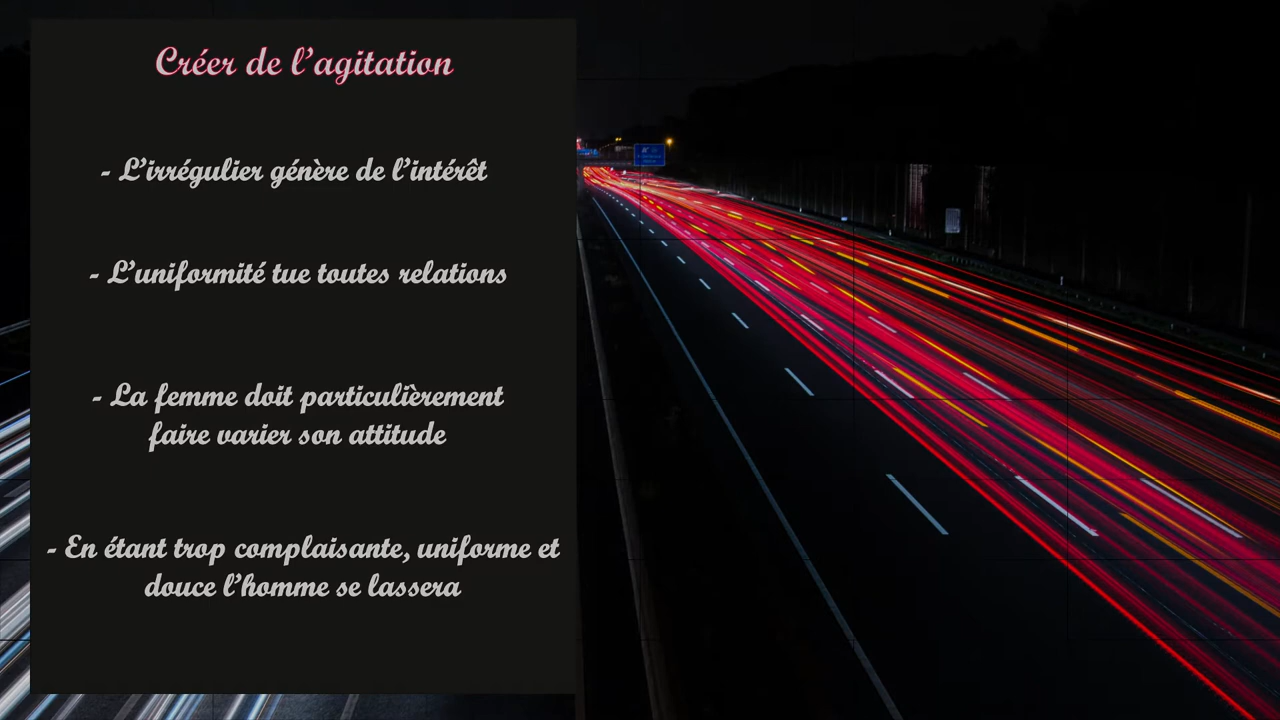 Créer de l'agitation
- L'irrégulier génère de l'intérêt
- L'uniformité tue toutes relations
- La femme doit particulièrement
faire varier son attitude
- En étant trop complaisante, uniforme et
douce l'homme se lassera